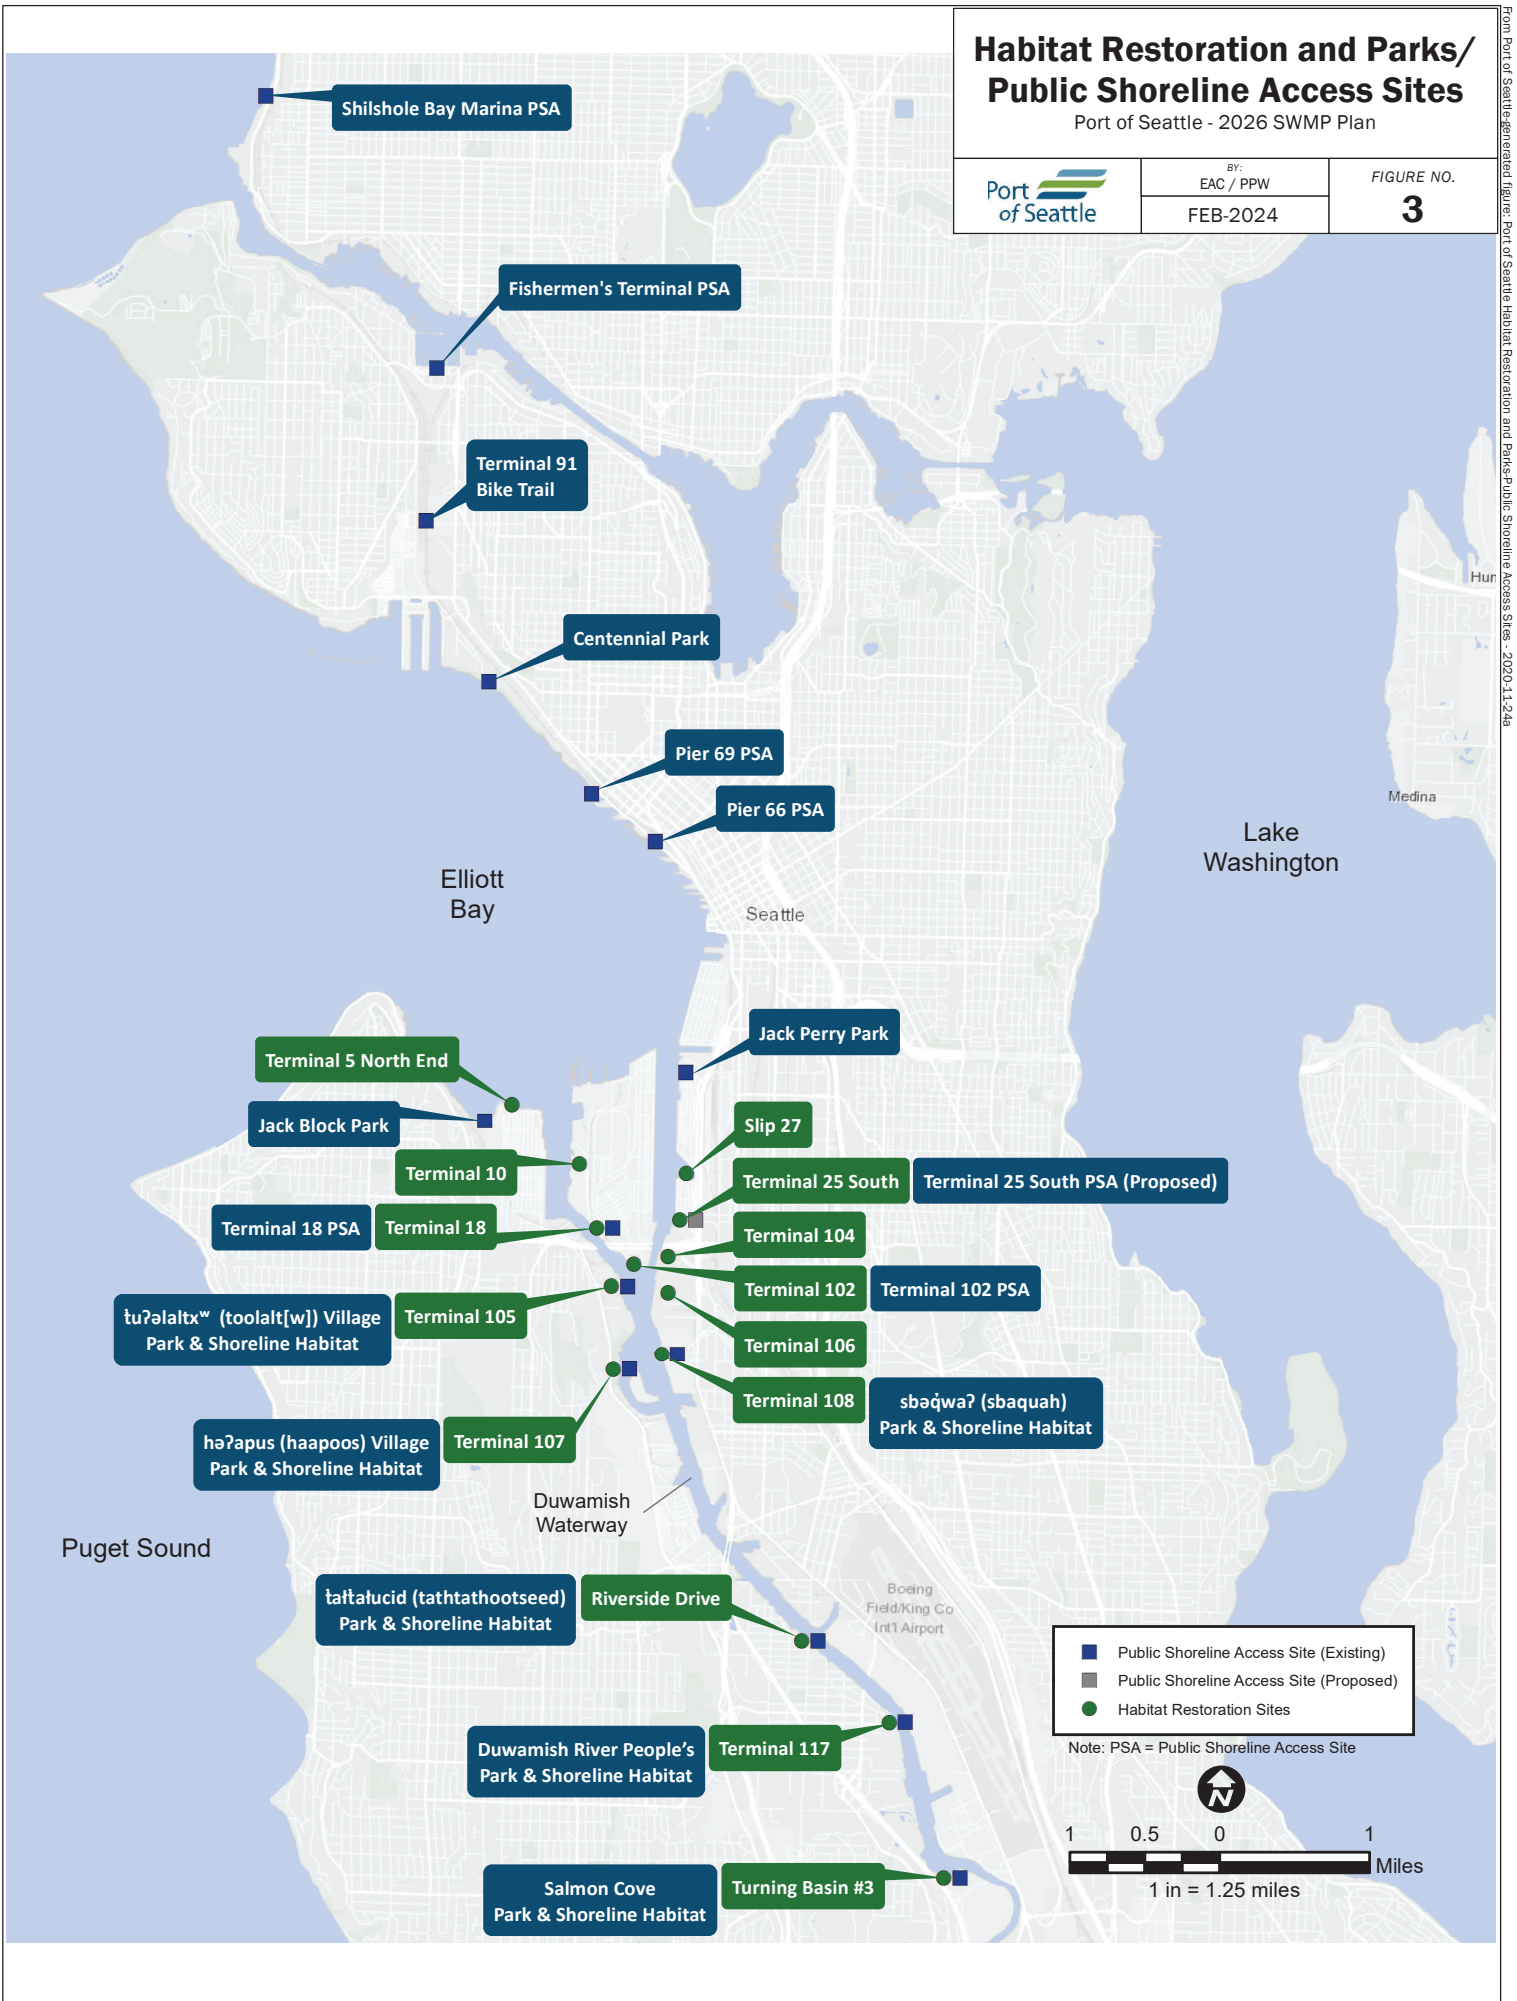 Habitat Restoration and Parks/
Public Shoreline Access Sites
Port of Seattle - 2026 SWMP Plan
Port
of Seattle
BY:
EAC / PPW
FEB-2024
FIGURE NO.
3
From Port of Seattle-generated figure: Port of Seattle Habitat Restoration and Parks-Public Shoreline Access Sites - 2020-11-24a
Shilshole Bay Marina PSA
Fishermen's Terminal PSA
Terminal 91
Bike Trail
Hun
Centennial Park
Pier 69 PSA
Medina
Pier 66 PSA
Lake
Washington
Elliott
Bay
Seattle
Jack Perry Park
Terminal 5 North End
Jack Block Park
Slip 27
Terminal 10
Terminal 25 South
Terminal 25 South PSA (Proposed)
Terminal 18 PSA
Terminal 18
Terminal 104
Terminal 102
Terminal 102 PSA
t̓uʔəlaltxʷ (toolalt[w]) Village
Park & Shoreline Habitat
Terminal 105
Terminal 106
Terminal 108
sbəq̓waʔ (sbaquah)
Park & Shoreline Habitat
həʔapus (haapoos) Village
Park & Shoreline Habitat
Terminal 107
Duwamish
Waterway
Puget Sound
t̓ałt̓ałucid (tathtathootseed)
Park & Shoreline Habitat
Riverside Drive
Boeing
Field/King Co
Int'l Airport
Public Shoreline Access Site (Existing)
Public Shoreline Access Site (Proposed)
Habitat Restoration Sites
Note: PSA = Public Shoreline Access Site
Duwamish River People’s
Park & Shoreline Habitat
Terminal 117
N
1 0.5 0 1
Miles
1 in = 1.25 miles
Salmon Cove
Park & Shoreline Habitat
Turning Basin #3